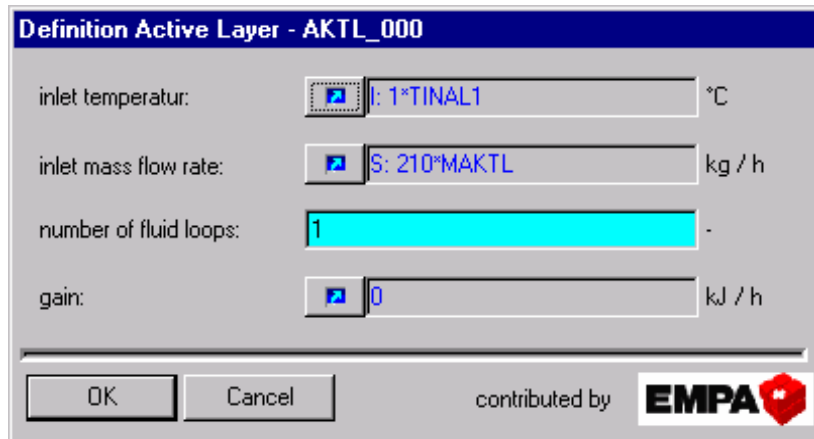 Definition Active Layer - AKTL_000
inlet temperatur: I: 1*TINAL1 °C
inlet mass flow rate: S: 210*MAKTL kg / h
number of fluid loops: 1 -
gain: 0 kJ / h
OK Cancel contributed by EMPA